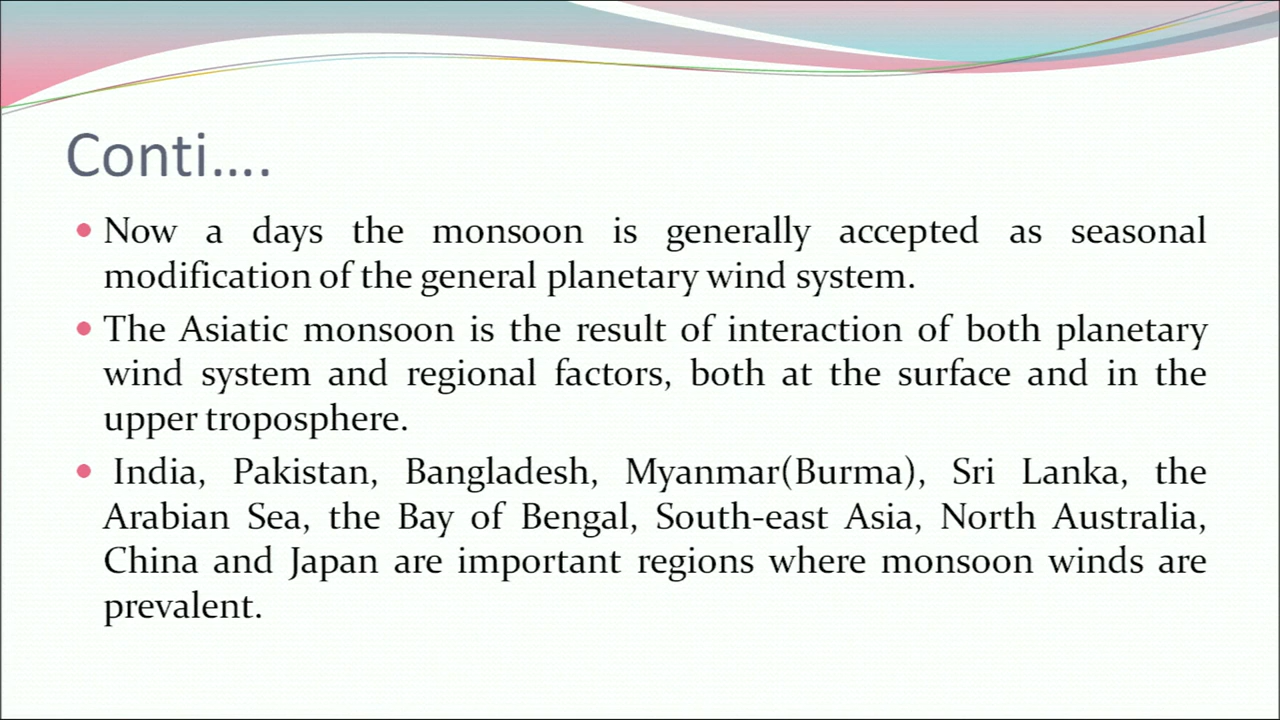 Conti....
• Now a days the monsoon is generally accepted as seasonal
modification of the general planetary wind system.
• The Asiatic monsoon is the result of interaction of both planetary
wind system and regional factors, both at the surface and in the
upper troposphere.
• India, Pakistan, Bangladesh, Myanmar(Burma), Sri Lanka, the
Arabian Sea, the Bay of Bengal, South-east Asia, North Australia,
China and Japan are important regions where monsoon winds are
prevalent.